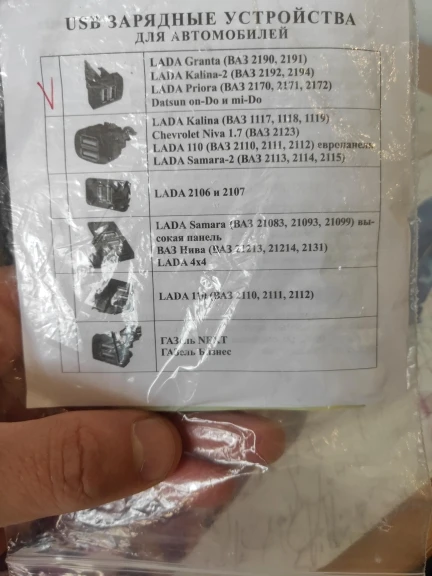 USB ЗАРЯДНЫЕ УСТРОЙСТВА
ДЛЯ АВТОМОБИЛЕЙ
LADA Granta (ВАЗ 2190, 2191)
LADA Kalina-2 (ВАЗ 2192, 2194)
LADA Priora (ВАЗ 2170, 2171, 2172)
Datsun on-Do и mi-Do
LADA Kalina (ВАЗ 1117, 1118, 1119)
Chevrolet Niva 1.7 (ВАЗ 2123)
LADA 110 (ВАЗ 2110, 2111, 2112) европанель
LADA Samara-2 (ВАЗ 2113, 2114, 2115)
LADA 2106 и 2107
LADA Samara (ВАЗ 21083, 21093, 21099) вы-
сокая панель
ВАЗ Нива (ВАЗ 21213, 21214, 2131)
LADA 4x4
LADA 110 (ВАЗ 2110, 2111, 2112)
ГАЗель NEXT
ГАЗель Бизнес